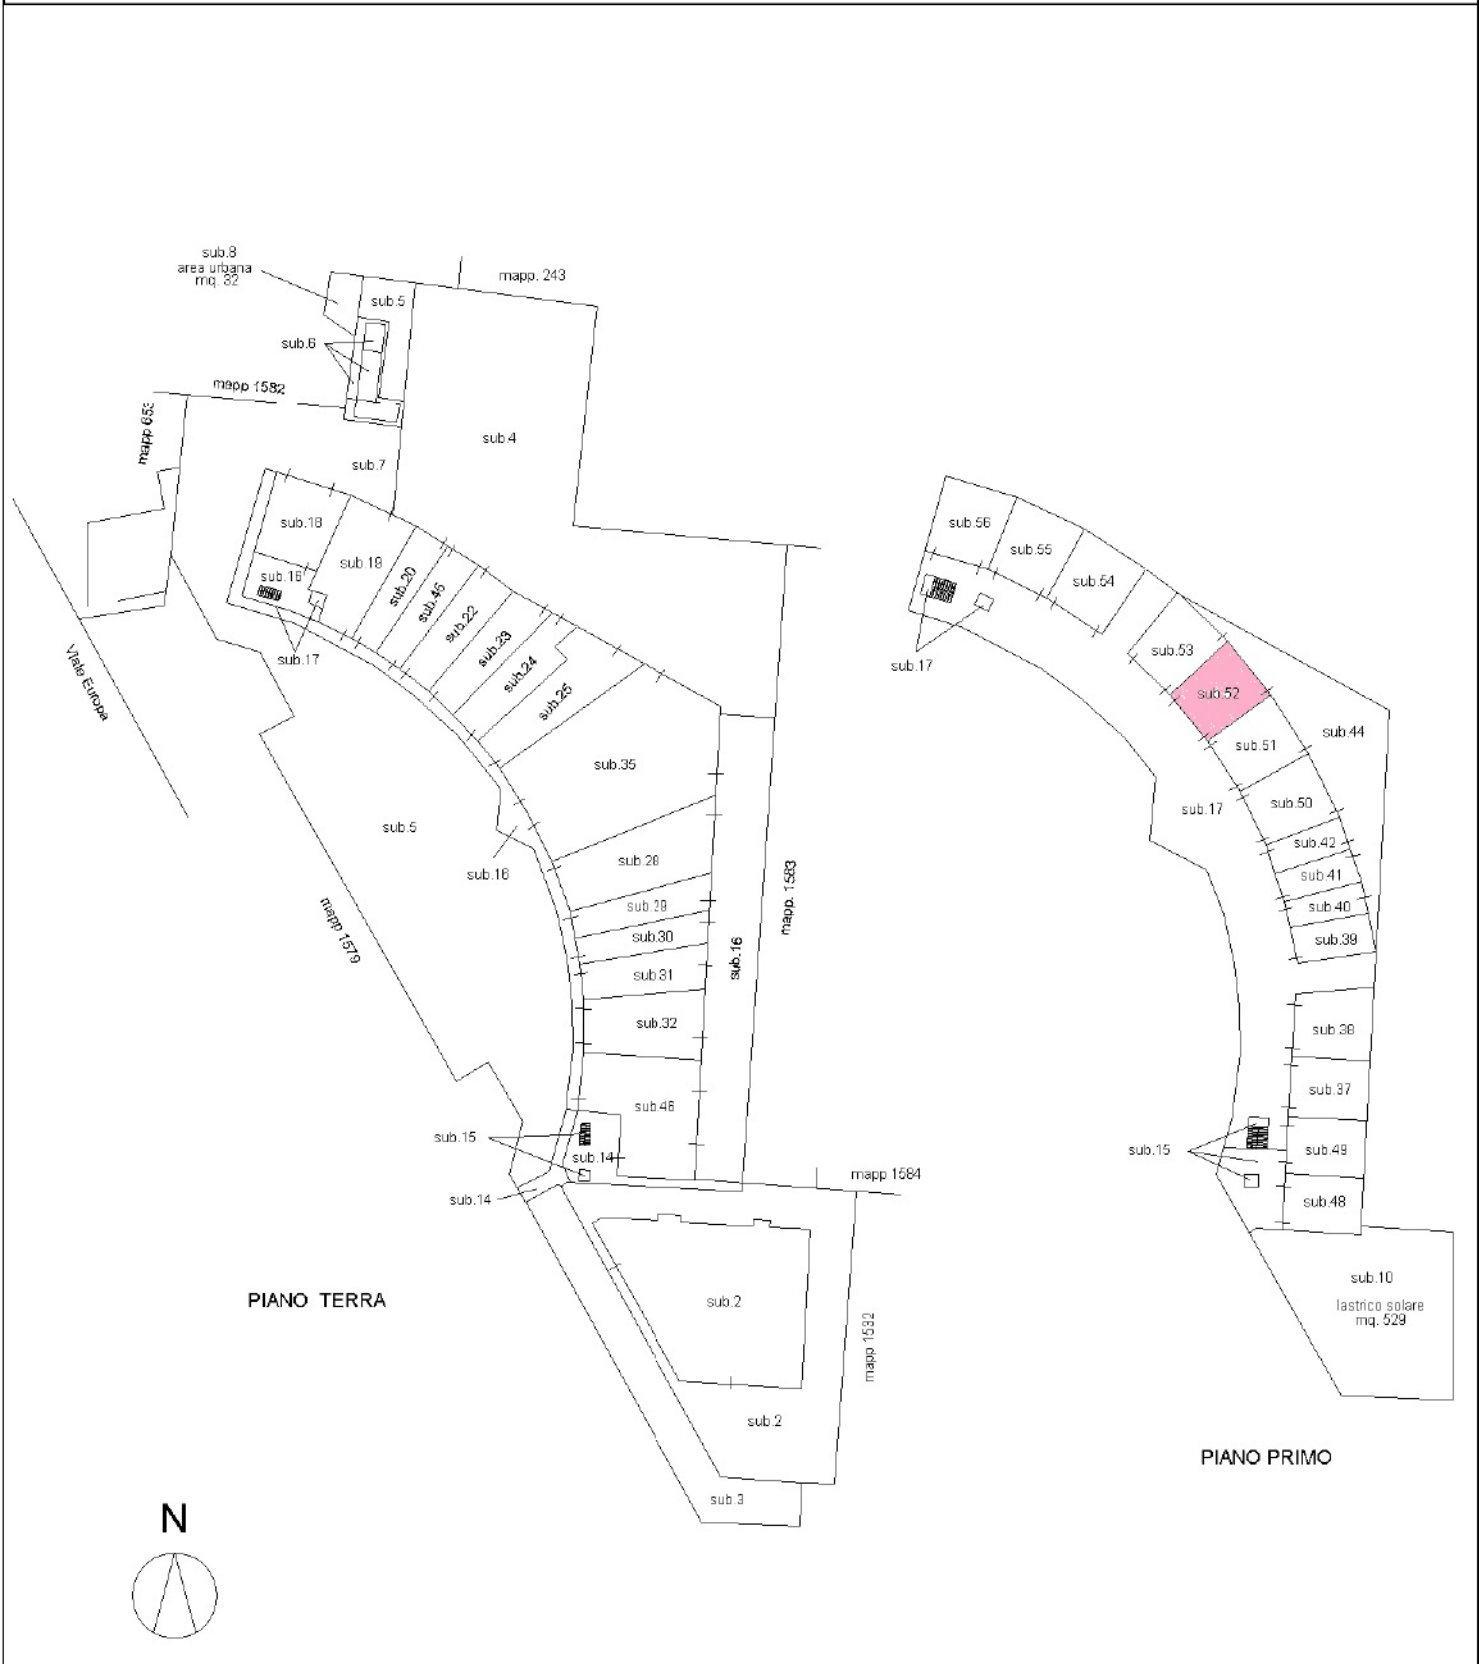 sub.8
area urbana
mq. 32
mapp. 243
sub.5
sub.6
mapp 1582
mapp 653
sub.4
sub.7
sub.18
sub.19
sub.16
sub.20
sub.45
sub.22
sub.23
sub.24
sub.25
sub.17
Viale Europa
sub.35
sub.5
sub.16
sub.28
sub.29
sub.30
sub.31
sub.32
sub.16
mapp. 1583
mapp 1579
sub.46
sub.15
sub.14
sub.14
mapp 1584
sub.2
mapp 1532
sub.2
sub.3
PIANO TERRA
N
sub.56
sub.55
sub.54
sub.17
sub.53
sub.52
sub.51
sub.44
sub.50
sub.17
sub.42
sub.41
sub.40
sub.39
sub.38
sub.37
sub.15
sub.49
sub.48
sub.10
lastrico solare
mq. 529
PIANO PRIMO